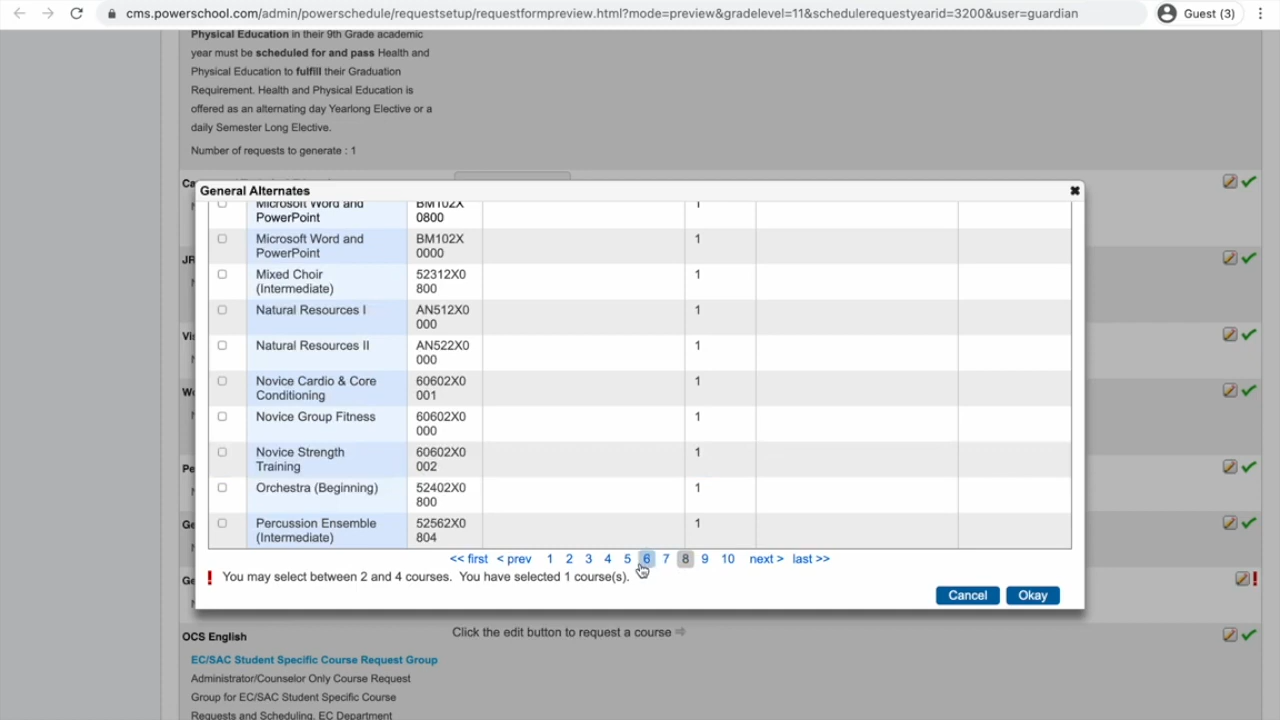 cms.powerschool.com/admin/powerschedule/requestsetup/requestformpreview.html?mode=preview&gradelevel=11&schedulerequestyearid=3200&user=guardian
Guest (3)
Physical Education in their 9th Grade academic
year must be scheduled for and pass Health and
Physical Education to fulfill their Graduation
Requirement. Health and Physical Education is
offered as an alternating day Yearlong Elective or a
daily Semester Long Elective.
Number of requests to generate : 1
General Alternates
Microsoft Word and
PowerPoint
BM102X
0800
1
Microsoft Word and
PowerPoint
BM102X
0000
1
Mixed Choir
(Intermediate)
52312X0
800
1
Natural Resources I
AN512X0
000
1
Natural Resources II
AN522X0
000
1
Novice Cardio & Core
Conditioning
60602X0
001
1
Novice Group Fitness
60602X0
000
1
Novice Strength
Training
60602X0
002
1
Orchestra (Beginning)
52402X0
800
1
Percussion Ensemble
(Intermediate)
52562X0
804
1
<< first < prev 1 2 3 4 5 6 7 8 9 10 next > last >>
! You may select between 2 and 4 courses. You have selected 1 course(s).
Cancel Okay
Ca
JR
Vi
We
Pe
Ge
Ge
OCS English
Click the edit button to request a course ⇒
EC/SAC Student Specific Course Request Group
Administrator/Counselor Only Course Request
Group for EC/SAC Student Specific Course
Requests and Scheduling. EC Department